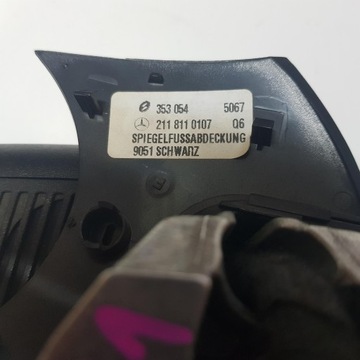 353 054 5067
211 811 0107 Q6
SPIEGELFUSSABDECKUNG
9051 SCHWARZ